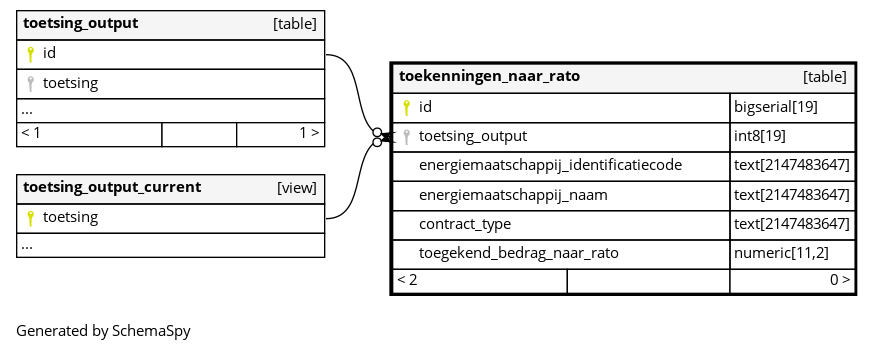 toetsing_output [table]
id
toetsing
...
< 1 1 >
toetsing_output_current [view]
toetsing
...
toekenningen_naar_rato [table]
id bigserial[19]
toetsing_output int8[19]
energiemaatschappij_identificatiecode text[2147483647]
energiemaatschappij_naam text[2147483647]
contract_type text[2147483647]
toegekend_bedrag_naar_rato numeric[11,2]
< 2 0 >
Generated by SchemaSpy